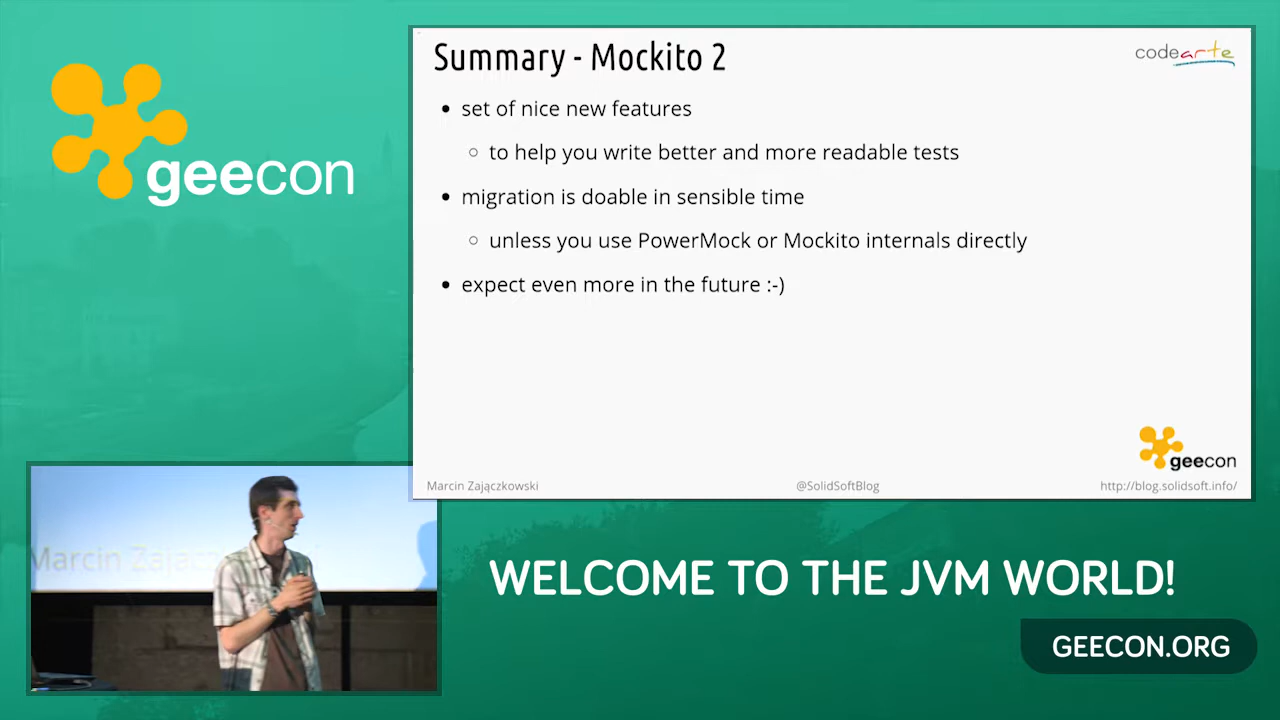 geecon
Summary - Mockito 2
codearte
• set of nice new features
○ to help you write better and more readable tests
• migration is doable in sensible time
○ unless you use PowerMock or Mockito internals directly
• expect even more in the future :-)
geecon
Marcin Zajączkowski
@SolidSoftBlog
http://blog.solidsoft.info/
Marcin Zając
WELCOME TO THE JVM WORLD!
GEECON.ORG